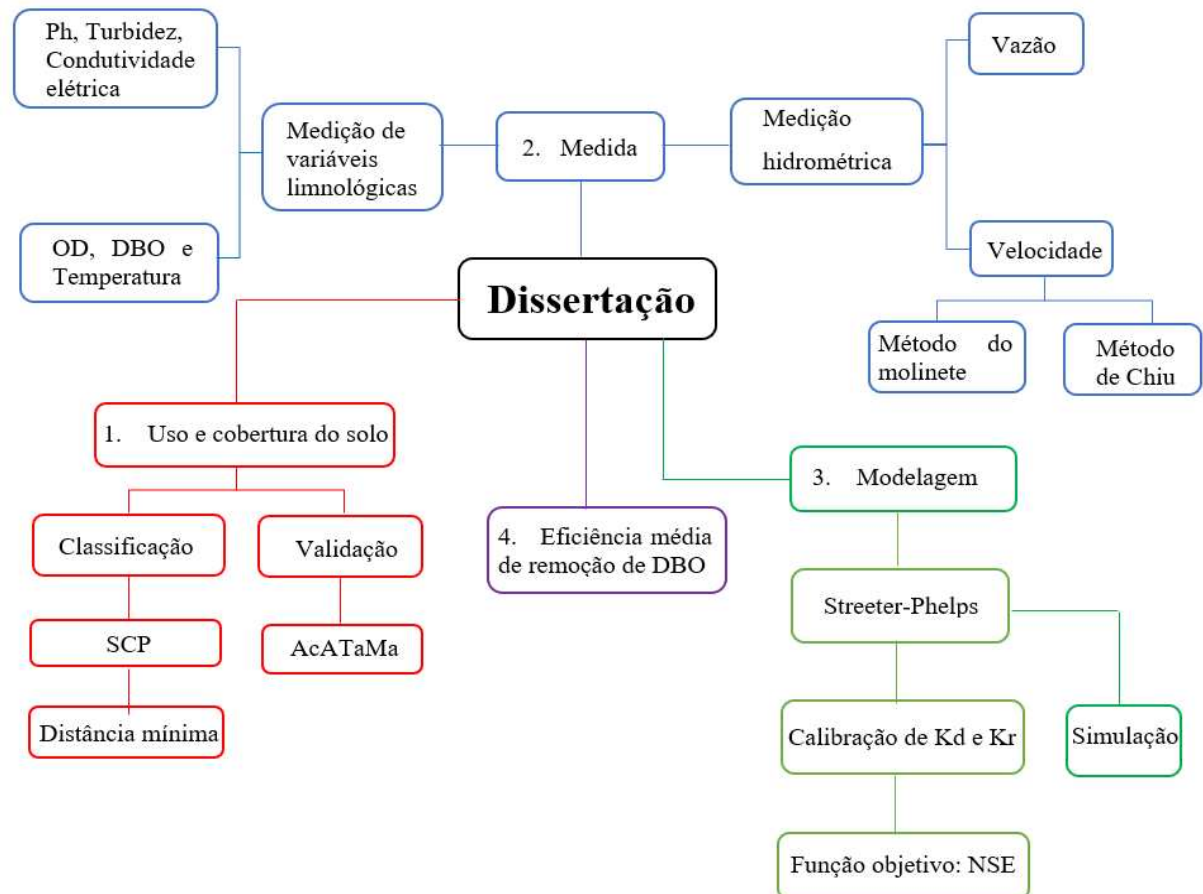 Ph, Turbidez,
Condutividade
elétrica
Medição de
variáveis
limnológicas
OD, DBO e
Temperatura
2. Medida
Medição
hidrométrica
Vazão
Velocidade
Método do
molinete
Método
de Chiu
Dissertação
1. Uso e cobertura do solo
Classificação
Validação
SCP
AcATaMa
Distância mínima
4. Eficiência média
de remoção de DBO
3. Modelagem
Streeter-Phelps
Calibração de Kd e Kr
Simulação
Função objetivo: NSE